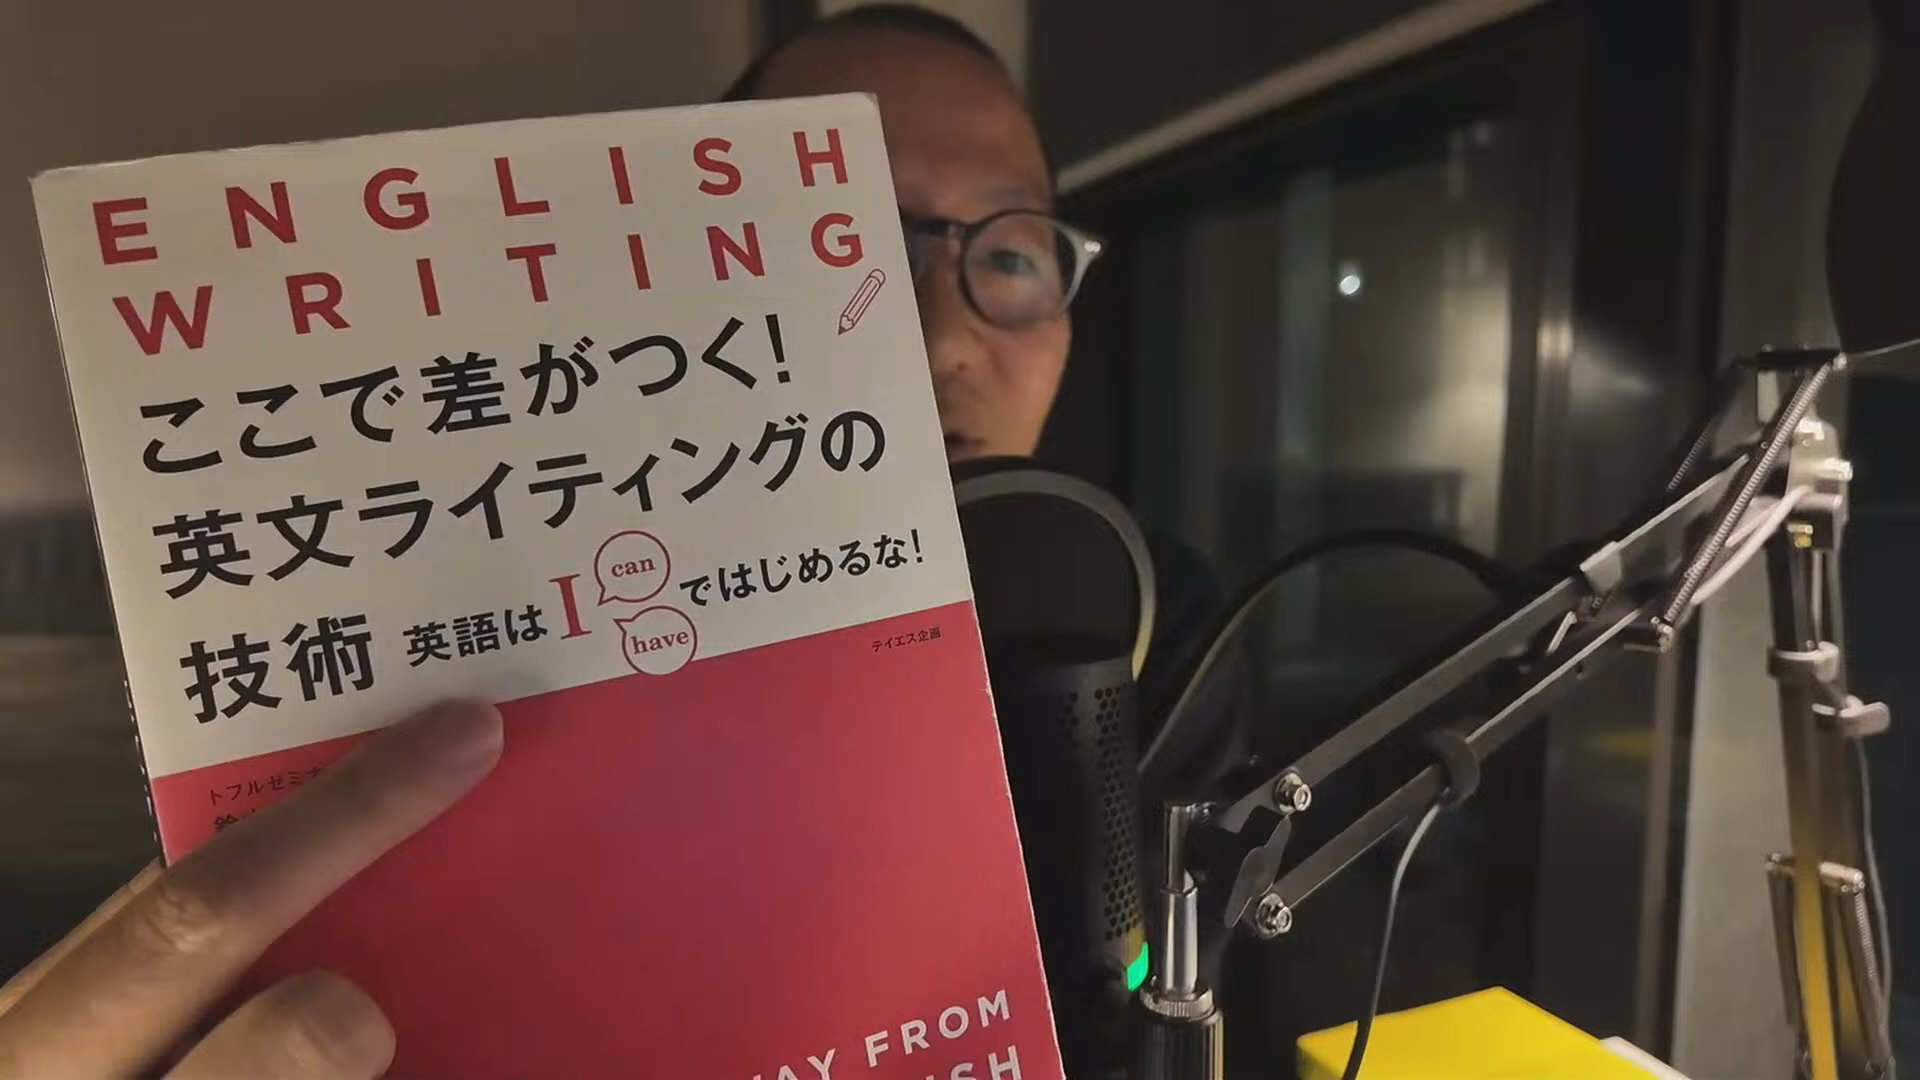 ENGLISH
WRITING
ここで差がつく!
英文ライティングの
技術 英語は I can have ではじめるな!
テイエス企画
トフルゼミナ
AY FROM
ISH